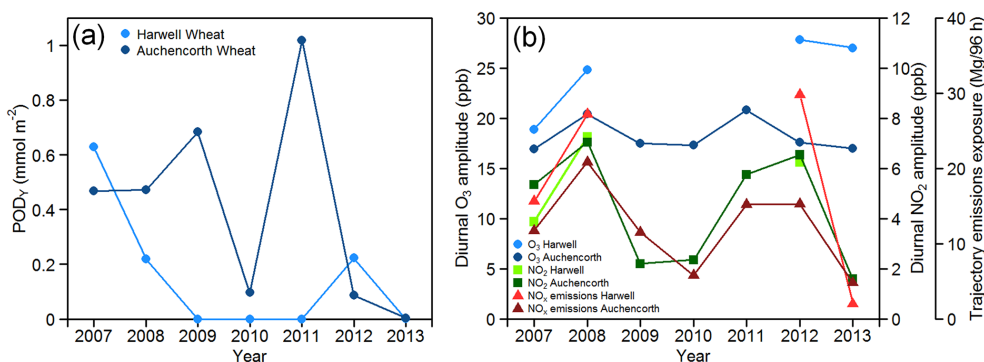 (a)
Harwell Wheat
Auchencorth Wheat
POD_Y (mmol m⁻²)
1
0.8
0.6
0.4
0.2
0
2007 2008 2009 2010 2011 2012 2013
Year
(b)
Diurnal O₃ amplitude (ppb)
30
25
20
15
10
5
0
O₃ Harwell
O₃ Auchencorth
NO₂ Harwell
NO₂ Auchencorth
NOₓ emissions Harwell
NOₓ emissions Auchencorth
2007 2008 2009 2010 2011 2012 2013
Year
12
10
8
6
4
2
0
Diurnal NO₂ amplitude (ppb)
40
30
20
10
0
Trajectory emissions exposure (Mg/96 h)